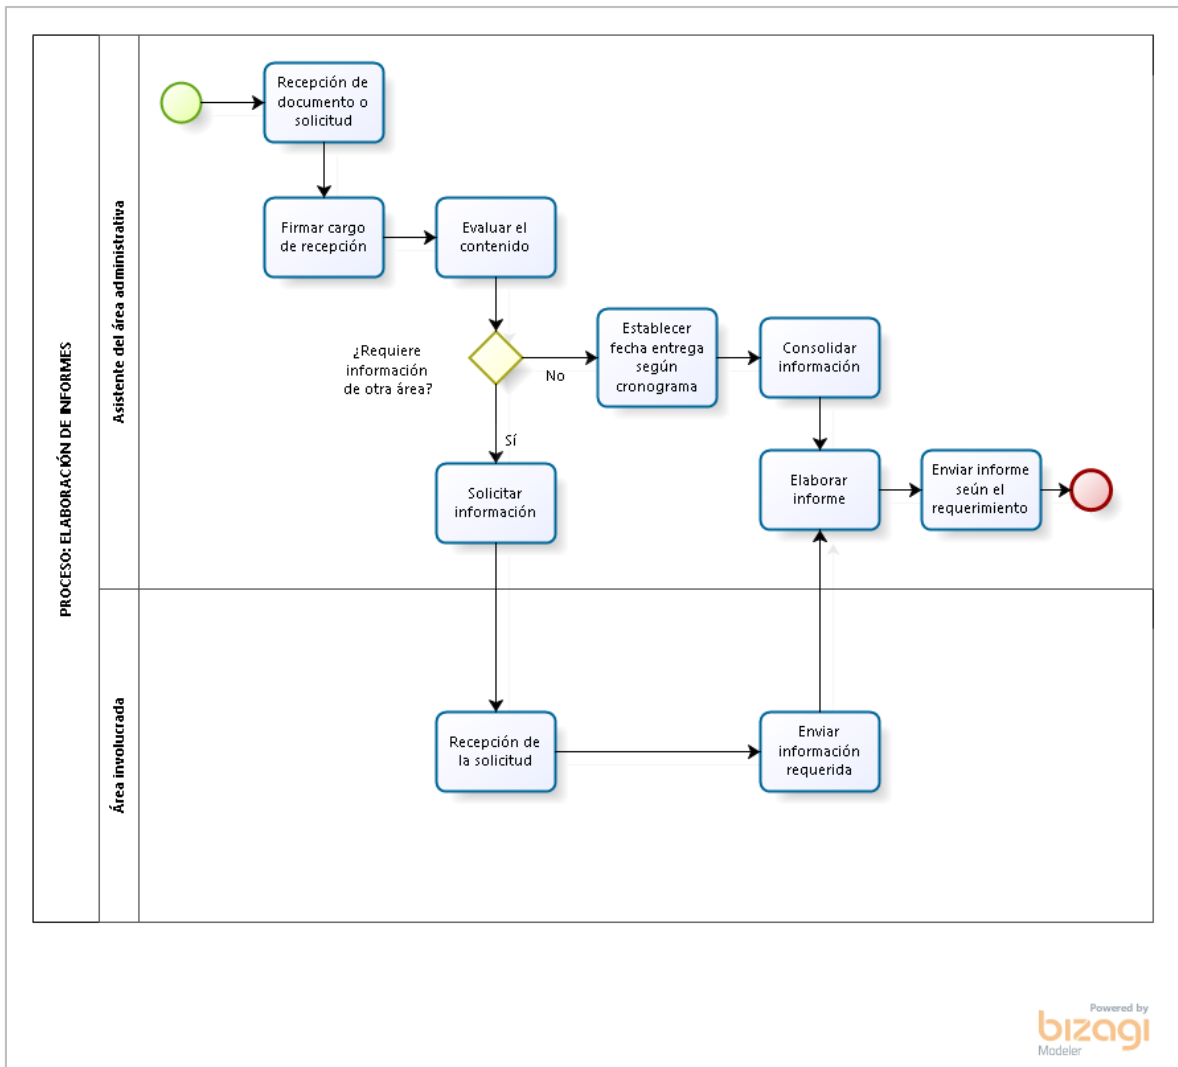 PROCESO: ELABORACIÓN DE INFORMES
Asistente del área administrativa
Recepción de
documento o
solicitud
Firmar cargo
de recepción
Evaluar el
contenido
¿Requiere
información
de otra área?
No
Sí
Establecer
fecha entrega
según
cronograma
Consolidar
información
Solicitar
información
Elaborar
informe
Enviar informe
seún el
requerimiento
Área involucrada
Recepción de
la solicitud
Enviar
información
requerida
Powered by
bizagi
Modeler